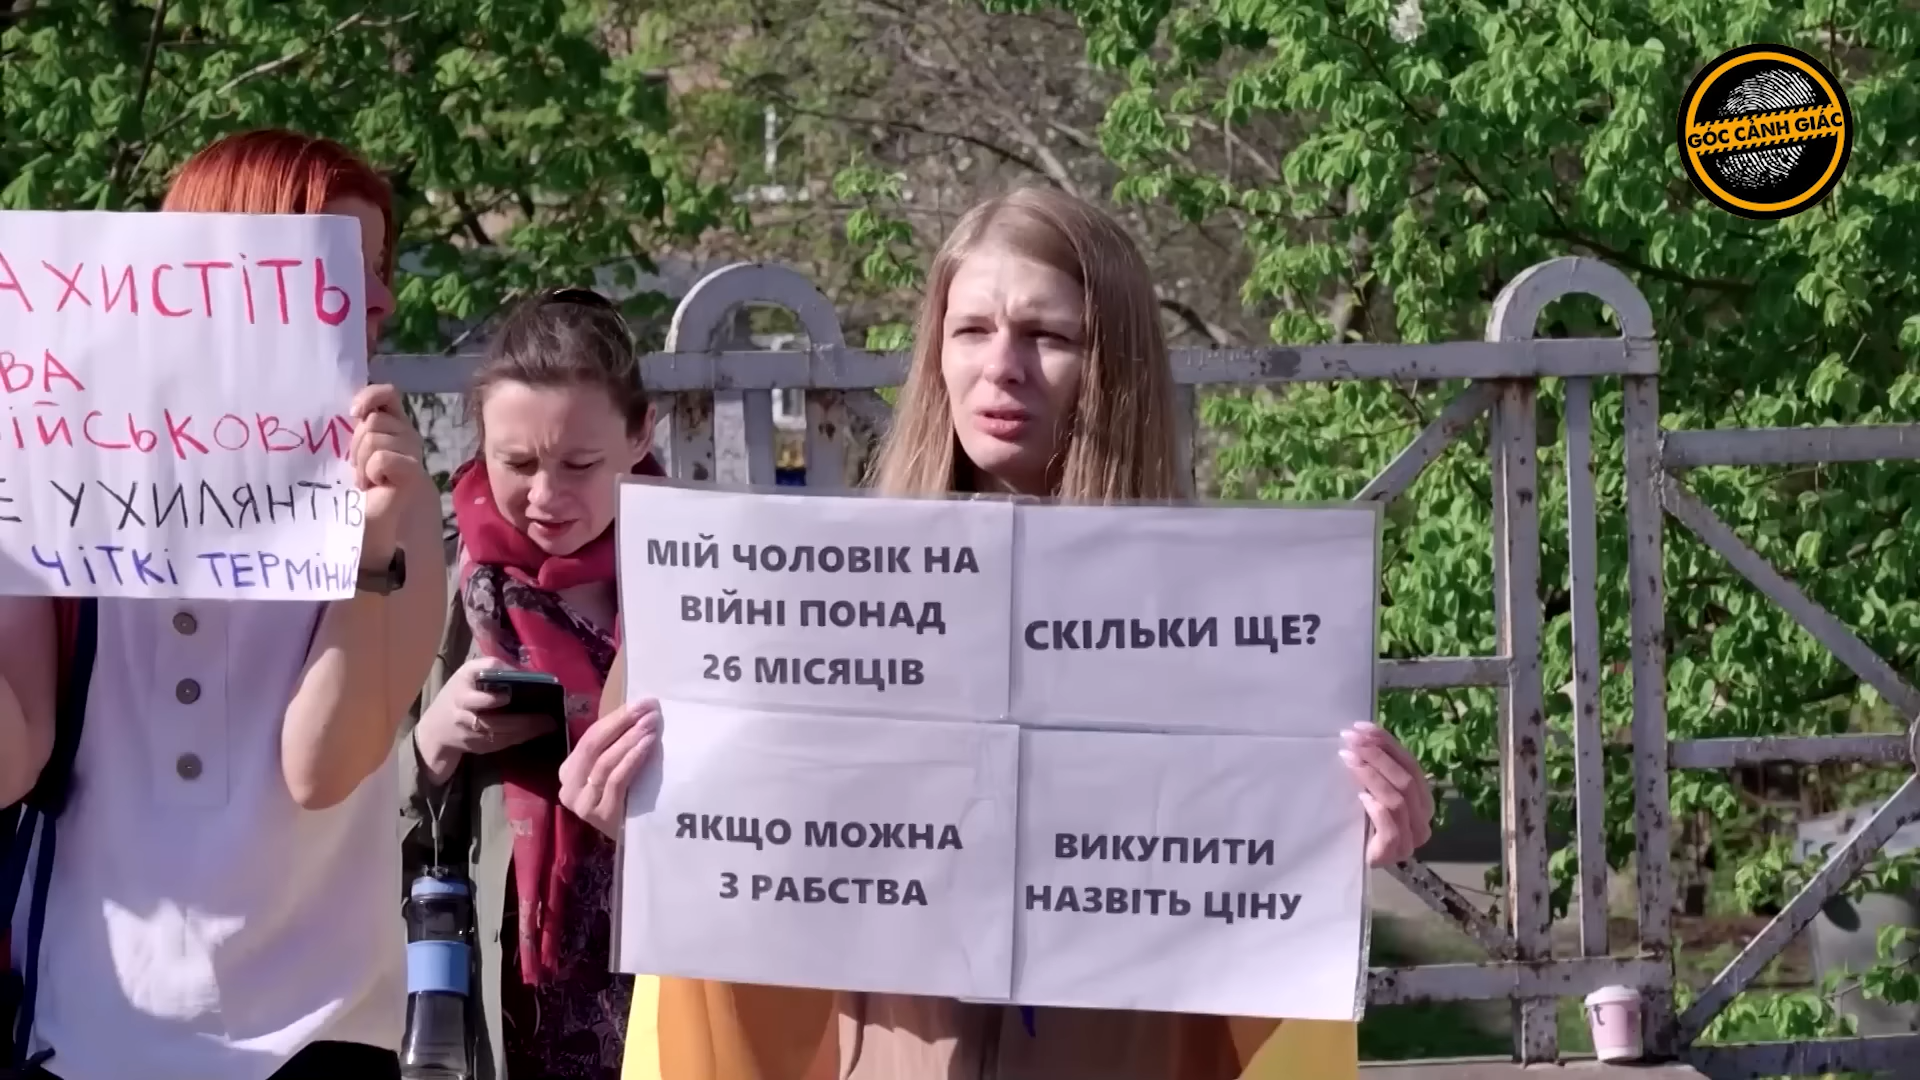 АХИСТІТЬ
ВА
ІЙСЬКОВИХ
Е УХИЛЯНТІВ
ЧІТКІ ТЕРМІНИ?
МІЙ ЧОЛОВІК НА
ВІЙНІ ПОНАД
26 МІСЯЦІВ
СКІЛЬКИ ЩЕ?
ЯКЩО МОЖНА
З РАБСТВА
ВИКУПИТИ
НАЗВІТЬ ЦІНУ
GÓC CẢNH GIÁC